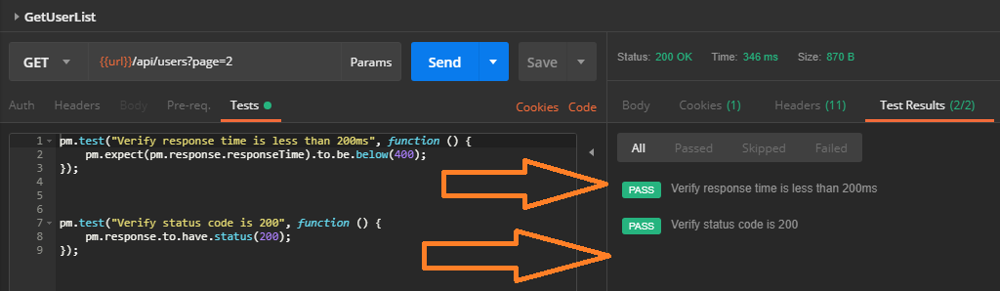 GetUserList
GET {{url}}/api/users?page=2 Params Send Save
Status: 200 OK Time: 346 ms Size: 870 B
Auth Headers Body Pre-req. Tests Cookies Code
Body Cookies (1) Headers (11) Test Results (2/2)
1 pm.test("Verify response time is less than 200ms", function () {
2 pm.expect(pm.response.responseTime).to.be.below(400);
3 });
4
5
6
7 pm.test("Verify status code is 200", function () {
8 pm.response.to.have.status(200);
9 });
All Passed Skipped Failed
PASS Verify response time is less than 200ms
PASS Verify status code is 200